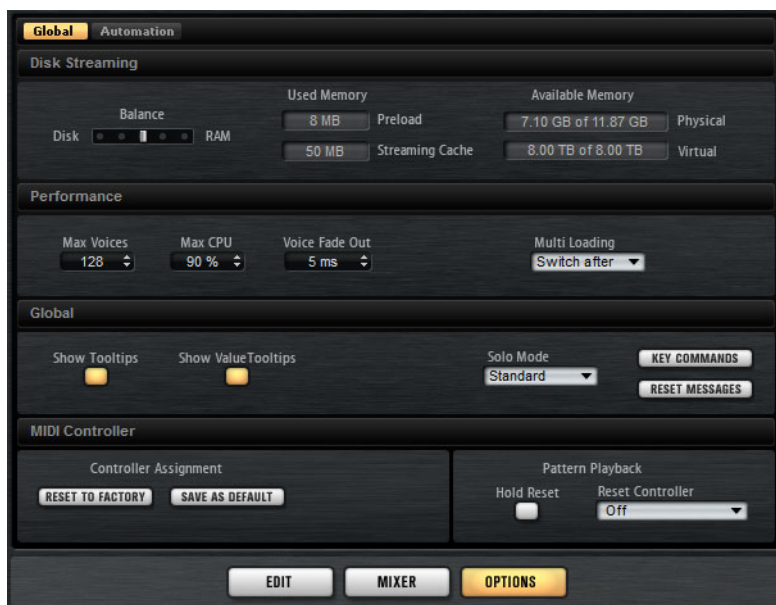 Global Automation
Disk Streaming
Used Memory Available Memory
Balance
8 MB Preload 7.10 GB of 11.87 GB Physical
Disk RAM
50 MB Streaming Cache 8.00 TB of 8.00 TB Virtual
Performance
Max Voices Max CPU Voice Fade Out Multi Loading
128 90 % 5 ms Switch after
Global
Show Tooltips Show ValueTooltips Solo Mode KEY COMMANDS
Standard
RESET MESSAGES
MIDI Controller
Controller Assignment Pattern Playback
RESET TO FACTORY SAVE AS DEFAULT Hold Reset Reset Controller
Off
EDIT MIXER OPTIONS